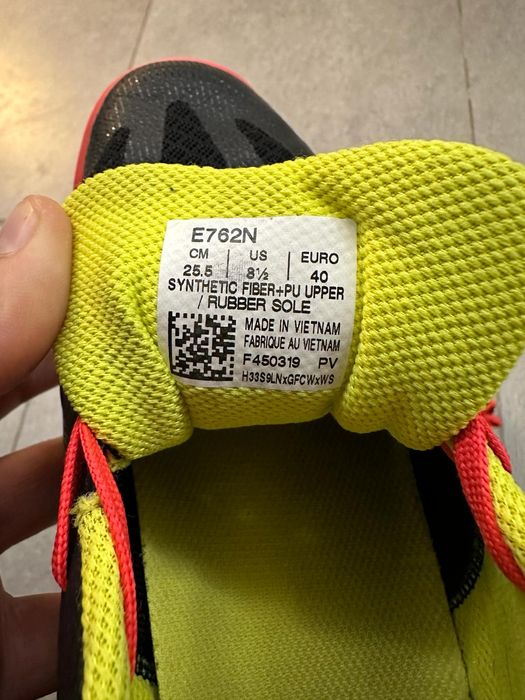 E762N
CM | US | EURO
25.5 | 8½ | 40
SYNTHETIC FIBER+PU UPPER
/ RUBBER SOLE
MADE IN VIETNAM
FABRIQUE AU VIETNAM
F450319 PV
H33S9LNxGFCWxWS